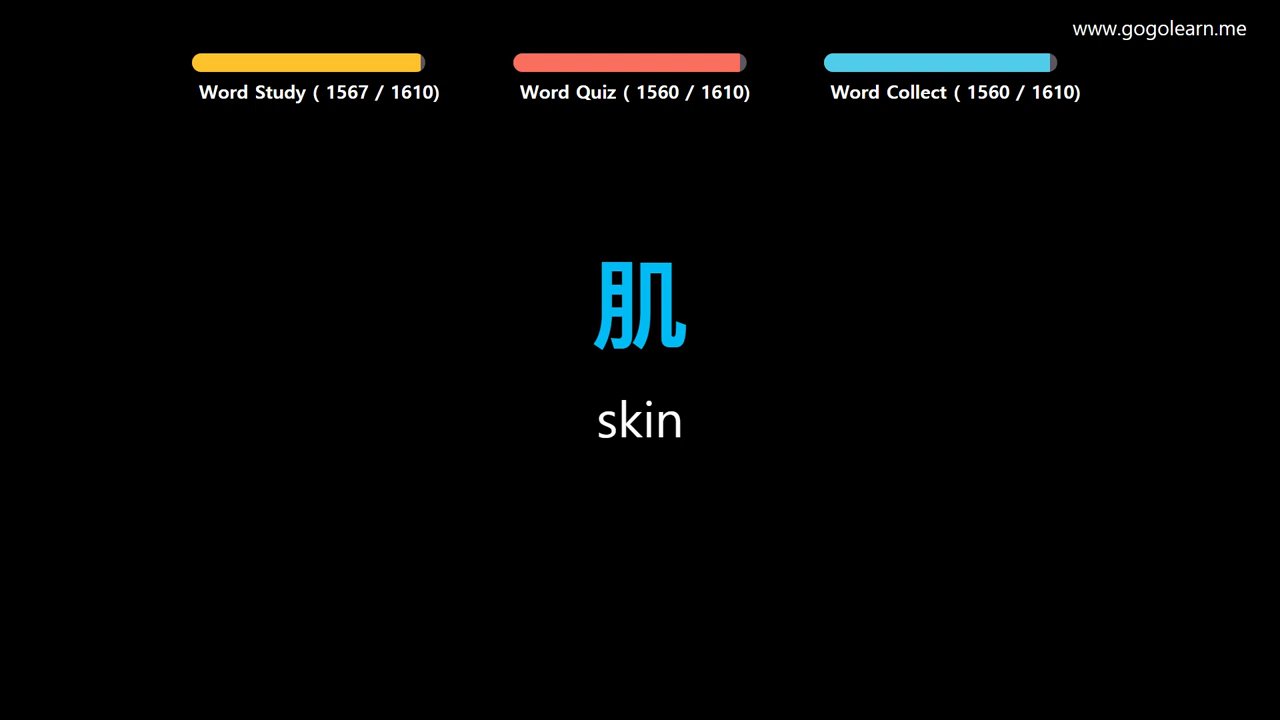 www.gogolearn.me
Word Study ( 1567 / 1610)
Word Quiz ( 1560 / 1610)
Word Collect ( 1560 / 1610)
肌
skin